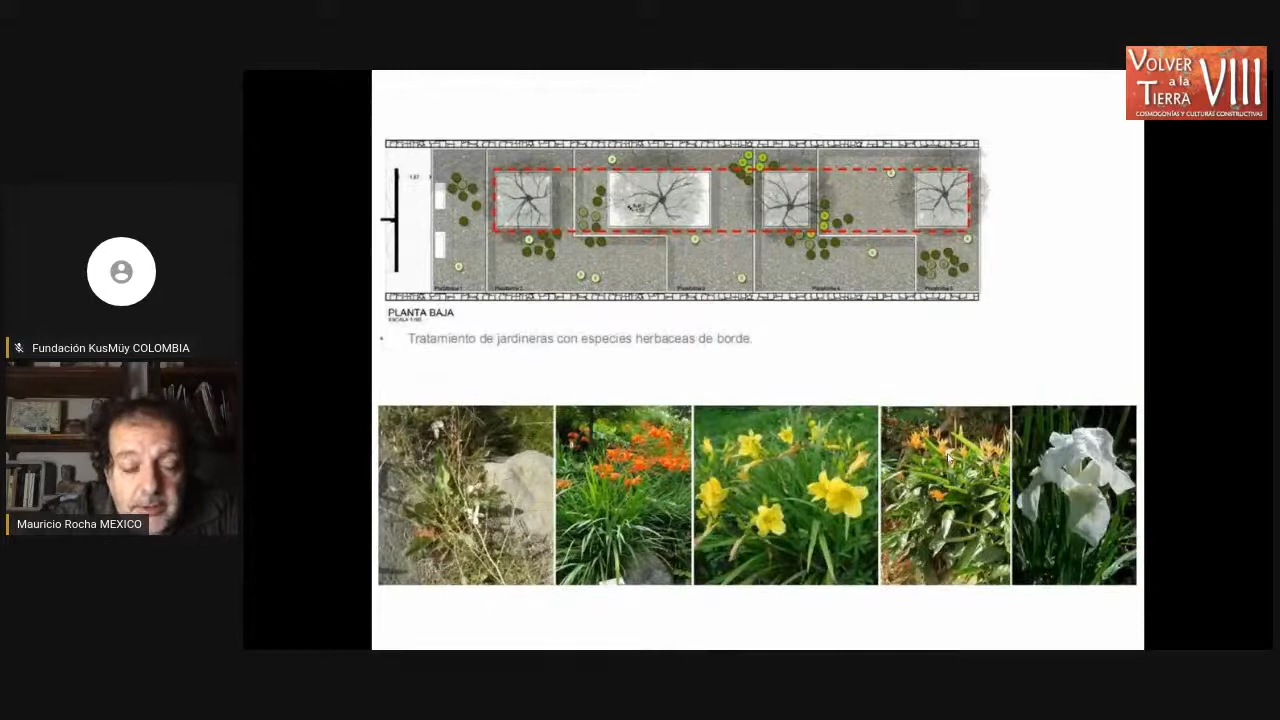 VOLVER
a la
TIERRA
VIII
COSMOGONÍAS Y CULTURAS CONSTRUCTIVAS
PLANTA BAJA
• Tratamiento de jardineras con especies herbaceas de borde.
Fundación KusMüy COLOMBIA
Mauricio Rocha MEXICO